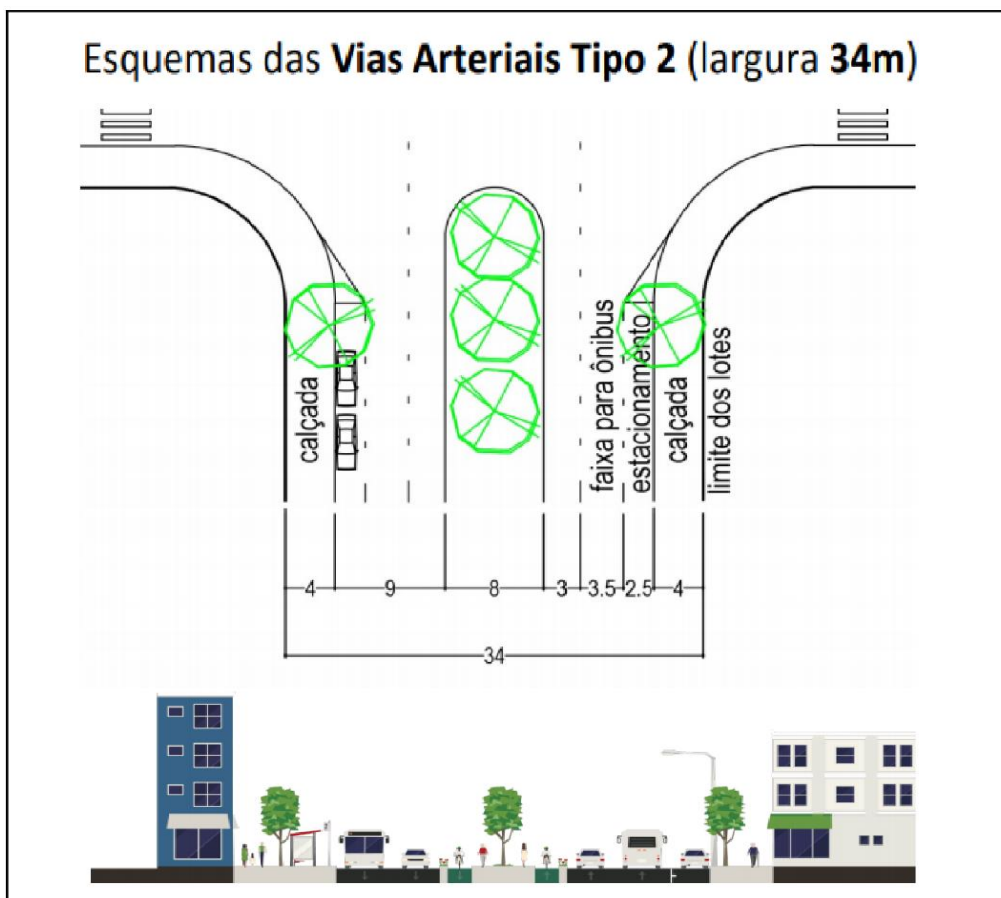 Esquemas das Vias Arteriais Tipo 2 (largura 34m)
calçada
faixa para ônibus
estacionamento
calçada
limite dos lotes
4
9
8
3
3.5
2.5
4
34